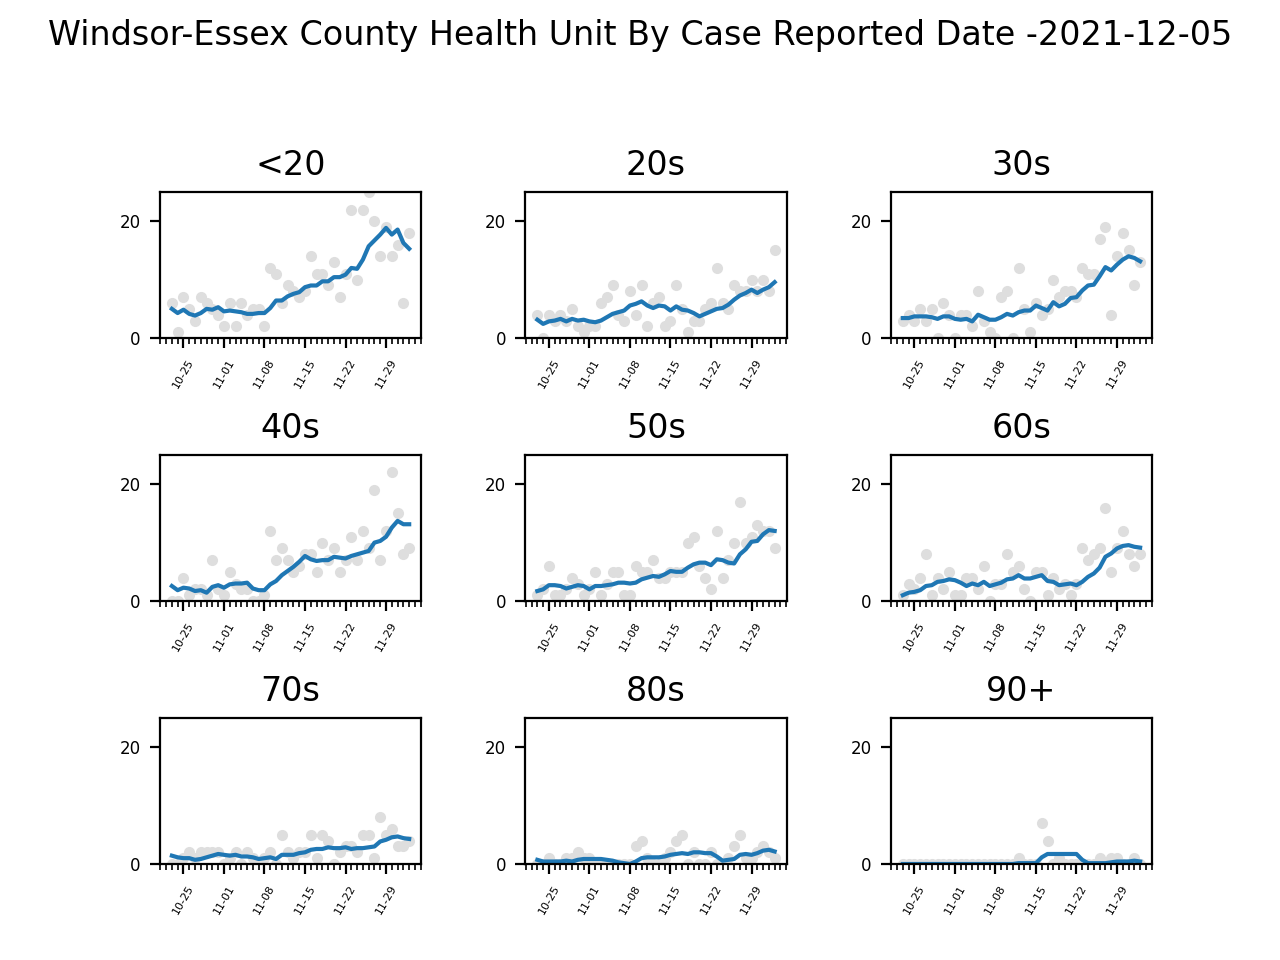 Windsor-Essex County Health Unit By Case Reported Date -2021-12-05
<20 20s 30s
20 20 20
0 0 0
10-25 11-01 11-08 11-15 11-22 11-29 10-25 11-01 11-08 11-15 11-22 11-29 10-25 11-01 11-08 11-15 11-22 11-29
40s 50s 60s
20 20 20
0 0 0
10-25 11-01 11-08 11-15 11-22 11-29 10-25 11-01 11-08 11-15 11-22 11-29 10-25 11-01 11-08 11-15 11-22 11-29
70s 80s 90+
20 20 20
0 0 0
10-25 11-01 11-08 11-15 11-22 11-29 10-25 11-01 11-08 11-15 11-22 11-29 10-25 11-01 11-08 11-15 11-22 11-29